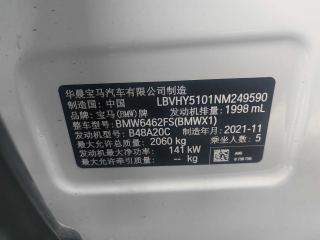 华晨宝马汽车有限公司制造
制造国：中国 LBVHY5101NM249590
品牌：宝马(BMW)牌 发动机排量：1998 mL
整车型号：BMW6462FS(BMWX1)
发动机型号：B48A20C 制造年月：2021-11
最大允许总质量：2060 kg 乘坐人数：5
发动机最大净功率：141 kW
最大允许牵引质量： -- kg